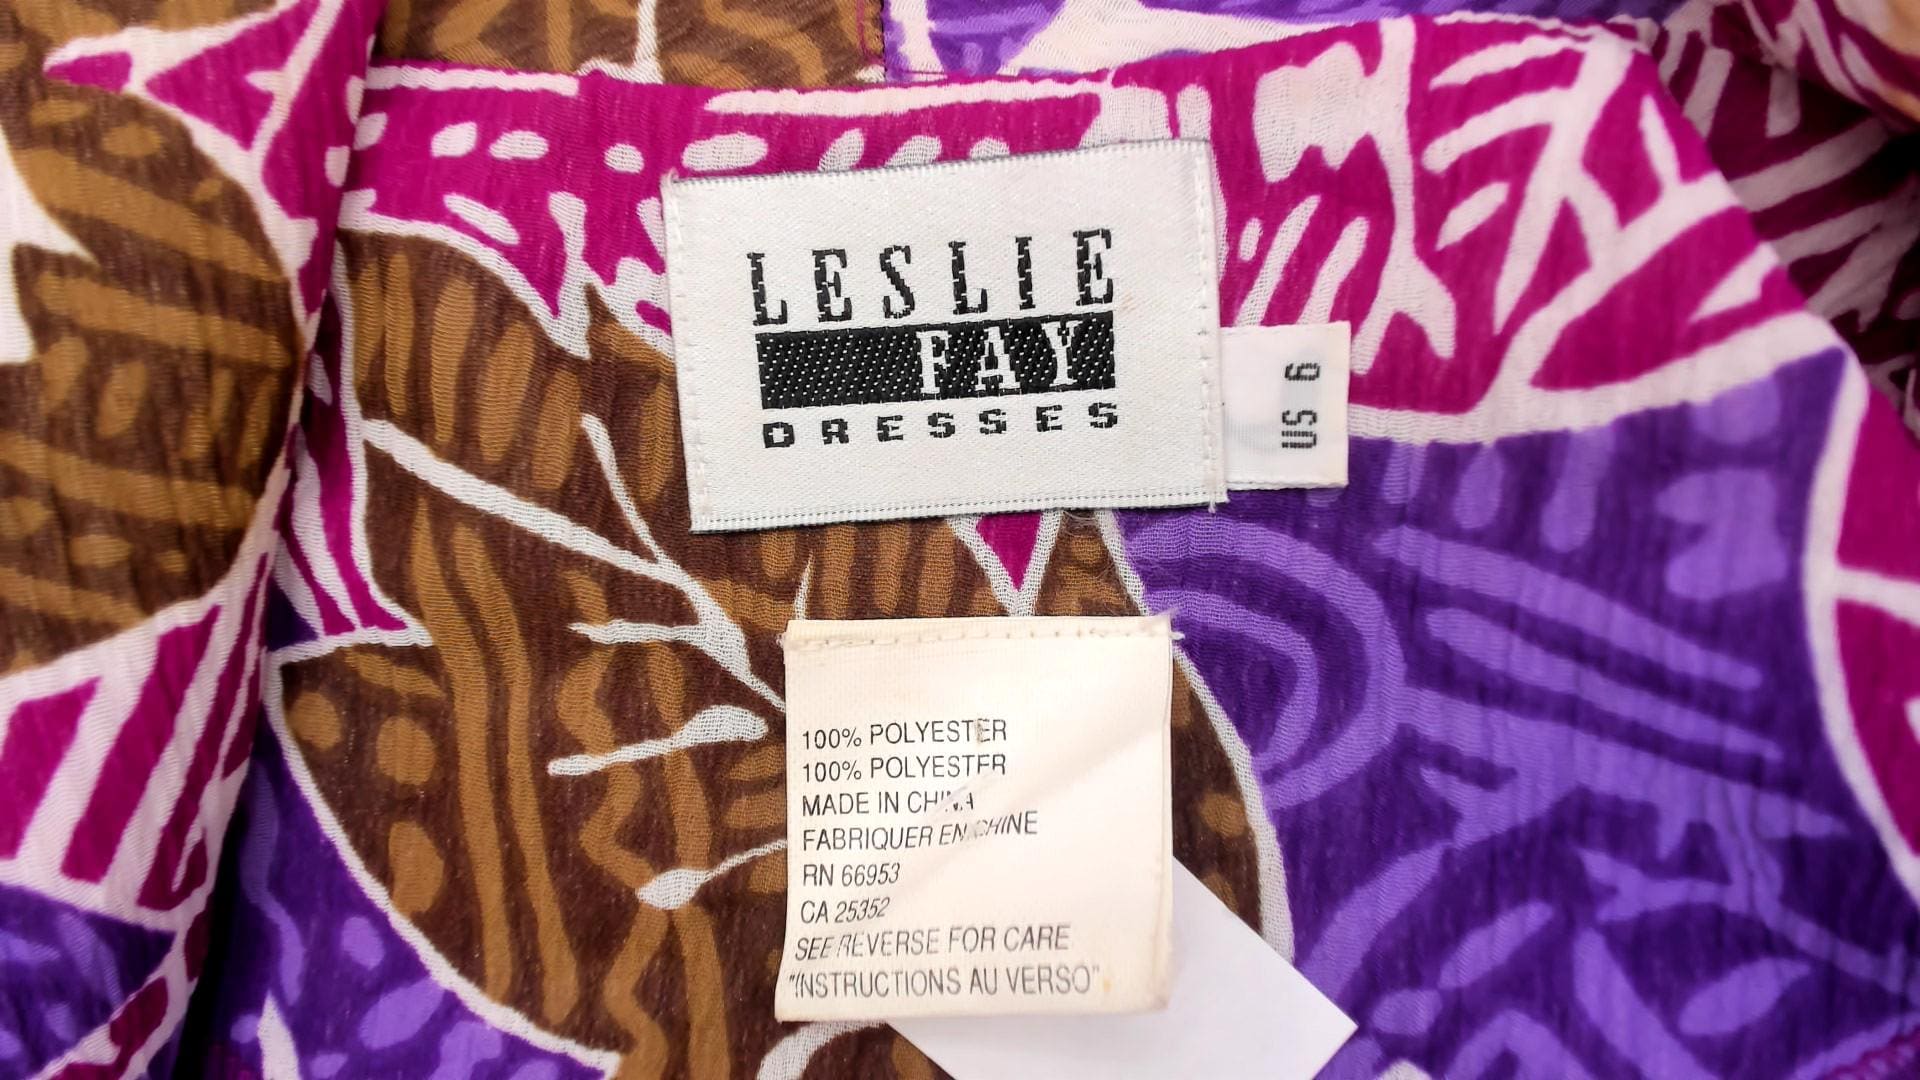 LESLIE
FAY
DRESSES
US 6
100% POLYESTER
100% POLYESTER
MADE IN CHINA
FABRIQUER EN CHINE
RN 66953
CA 25352
SEE REVERSE FOR CARE
"INSTRUCTIONS AU VERSO"